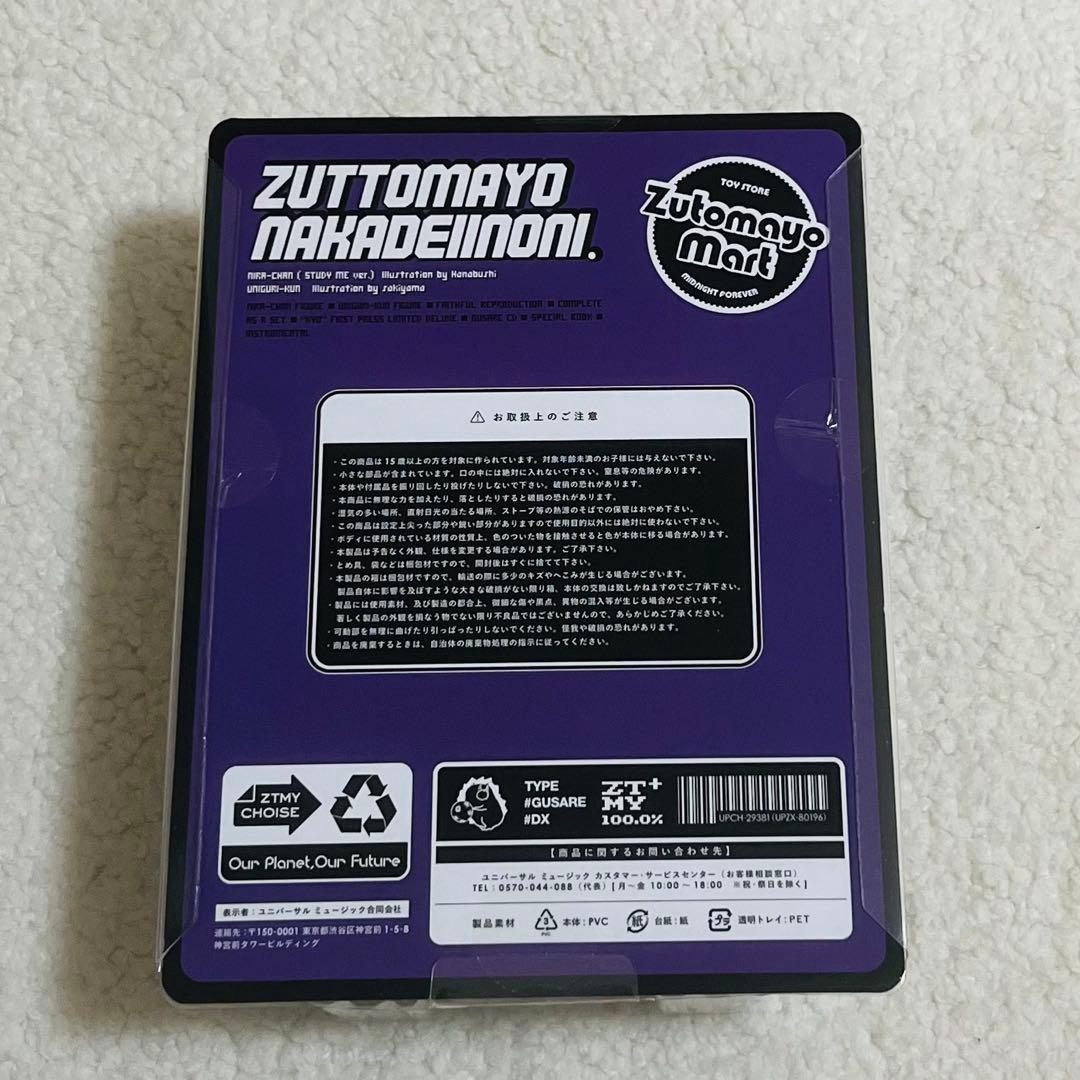 ZUTTOMAYO
NAKADEIINONI.
TOY STORE
Zutomayo
Mart
MIDNIGHT FOREVER
NIRA-CHAN ( STUDY ME ver.) Illustration by Hanabushi
UNIGURI-KUN Illustration by sakiyama
NIRA-CHAN FIGURE ■ UNIGURI-KUN FIGURE ■ FAITHFUL REPRODUCTION ■ COMPLETE
AS A SET ■ FIRST PRESS LIMITED DELUXE ■ GUSARE CD ■ SPECIAL BOOK ■
INSTRUMENTAL
⚠ お取扱上のご注意
・この商品は15歳以上の方を対象に作られています。対象年齢未満のお子様には与えないで下さい。
・小さな部品が含まれています。口の中には絶対に入れないで下さい。窒息等の危険があります。
・本体や付属品を振り回したり投げたりしないで下さい。破損の恐れがあります。
・本商品に無理な力を加えたり、落としたりすると破損の恐れがあります。
・湿気の多い場所、直射日光の当たる場所、ストーブ等の熱源のそばでの保管はおやめ下さい。
・この商品は設定上尖った部分や鋭い部分がありますので使用目的以外には絶対に使わないで下さい。
・ボディに使用されている材質の性質上、色のついた物を接触させると色が本体に移る場合があります。
・本製品は予告なく外観、仕様を変更する場合があります。ご了承下さい。
・とめ具、袋などは梱包材ですので、開封後はすぐに捨てて下さい。
・本製品の箱は梱包材ですので、輸送の際に多少のキズやへこみが生じる場合がございます。
製品自体に影響を及ぼすような大きな破損がない限り箱、本体の交換は致しかねますのでご了承下さい。
・製品には使用素材、及び製造の都合上、微細な傷や黒点、異物の混入等が生じる場合がございます。
著しく製品の外観を損なう物でない限り不良品ではございませんので、あらかじめご了承ください。
・可動部を無理に曲げたり引っぱったりしないでください。怪我や破損の恐れがあります。
・商品を廃棄するときは、自治体の廃棄物処理の指示に従ってください。
ZTMY
CHOISE
Our Planet,Our Future
表示者：ユニバーサル ミュージック合同会社
連絡先：〒150-0001 東京都渋谷区神宮前 1-5-8
神宮前タワービルディング
TYPE
#GUSARE
#DX
ZT+
MY
100.0%
UPCH-29381 (UPZX-80196)
【商品に関するお問い合わせ先】
ユニバーサル ミュージック カスタマー・サービスセンター（お客様相談窓口）
TEL：0570-044-088（代表）[月〜金 10:00〜18:00 ※祝・祭日を除く]
製品素材 3 PVC 本体：PVC 紙 台紙：紙 プラ 透明トレイ：PET